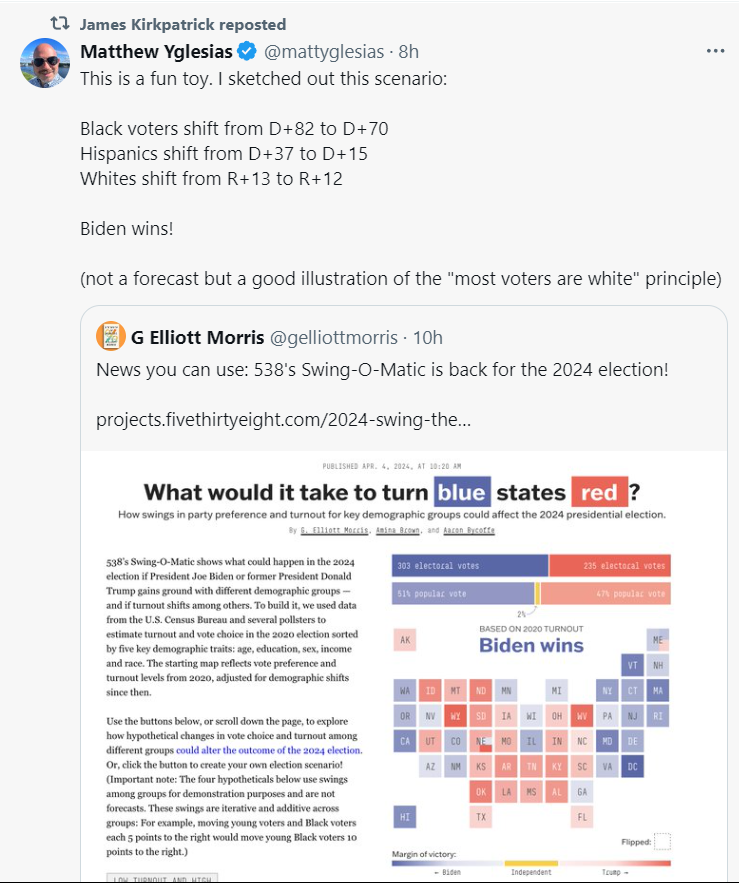 James Kirkpatrick reposted
Matthew Yglesias @mattyglesias · 8h
This is a fun toy. I sketched out this scenario:
Black voters shift from D+82 to D+70
Hispanics shift from D+37 to D+15
Whites shift from R+13 to R+12
Biden wins!
(not a forecast but a good illustration of the "most voters are white" principle)
G Elliott Morris @gelliottmorris · 10h
News you can use: 538's Swing-O-Matic is back for the 2024 election!
projects.fivethirtyeight.com/2024-swing-the...
PUBLISHED APR. 4, 2024, AT 10:20 AM
What would it take to turn blue states red ?
How swings in party preference and turnout for key demographic groups could affect the 2024 presidential election.
By G. Elliott Morris, Amina Brown, and Aaron Bycoffe
538's Swing-O-Matic shows what could happen in the 2024
election if President Joe Biden or former President Donald
Trump gains ground with different demographic groups —
and if turnout shifts among others. To build it, we used data
from the U.S. Census Bureau and several pollsters to
estimate turnout and vote choice in the 2020 election sorted
by five key demographic traits: age, education, sex, income
and race. The starting map reflects vote preference and
turnout levels from 2020, adjusted for demographic shifts
since then.
Use the buttons below, or scroll down the page, to explore
how hypothetical changes in vote choice and turnout among
different groups could alter the outcome of the 2024 election.
Or, click the button to create your own election scenario!
(Important note: The four hypotheticals below use swings
among groups for demonstration purposes and are not
forecasts. These swings are iterative and additive across
groups: For example, moving young voters and Black voters
each 5 points to the right would move young Black voters 10
points to the right.)
LOW TURNOUT AND HIGH
303 electoral votes 235 electoral votes
51% popular vote 47% popular vote
2%
BASED ON 2020 TURNOUT
Biden wins
AK ME
VT NH
WA ID MT ND MN MI NY CT MA
OR NV WY SD IA WI OH WV PA NJ RI
CA UT CO NE MO IL IN NC MD DE
AZ NM KS AR TN KY SC VA DC
OK LA MS AL GA
HI TX FL
Flipped:
Margin of victory:
← Biden Independent Trump →